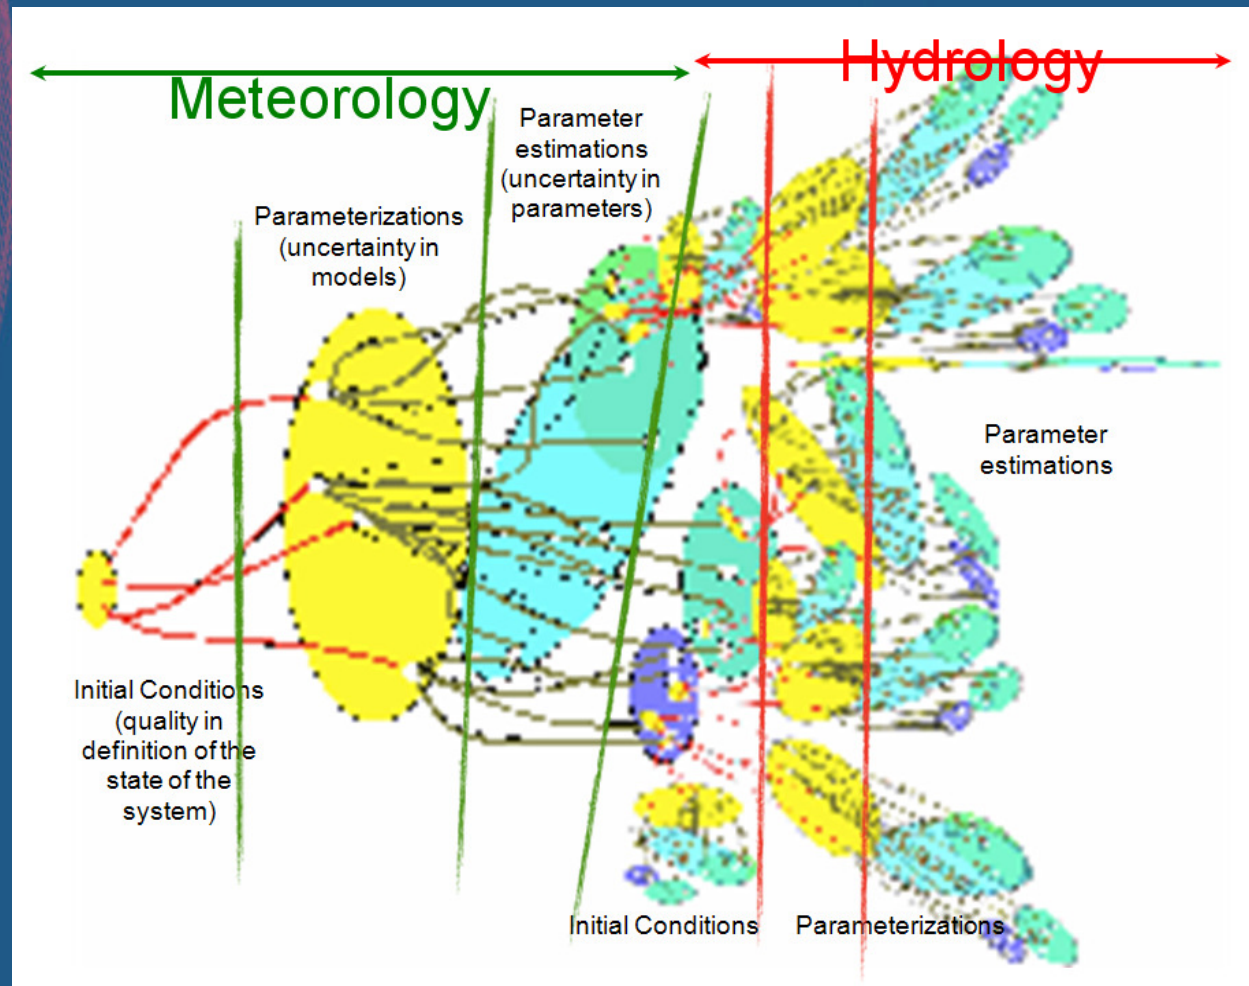 Hydrology
Meteorology
Parameter
estimations
(uncertainty in
parameters)
Parameterizations
(uncertainty in
models)
Parameter
estimations
Initial Conditions
(quality in
definition of the
state of the
system)
Initial Conditions
Parameterizations